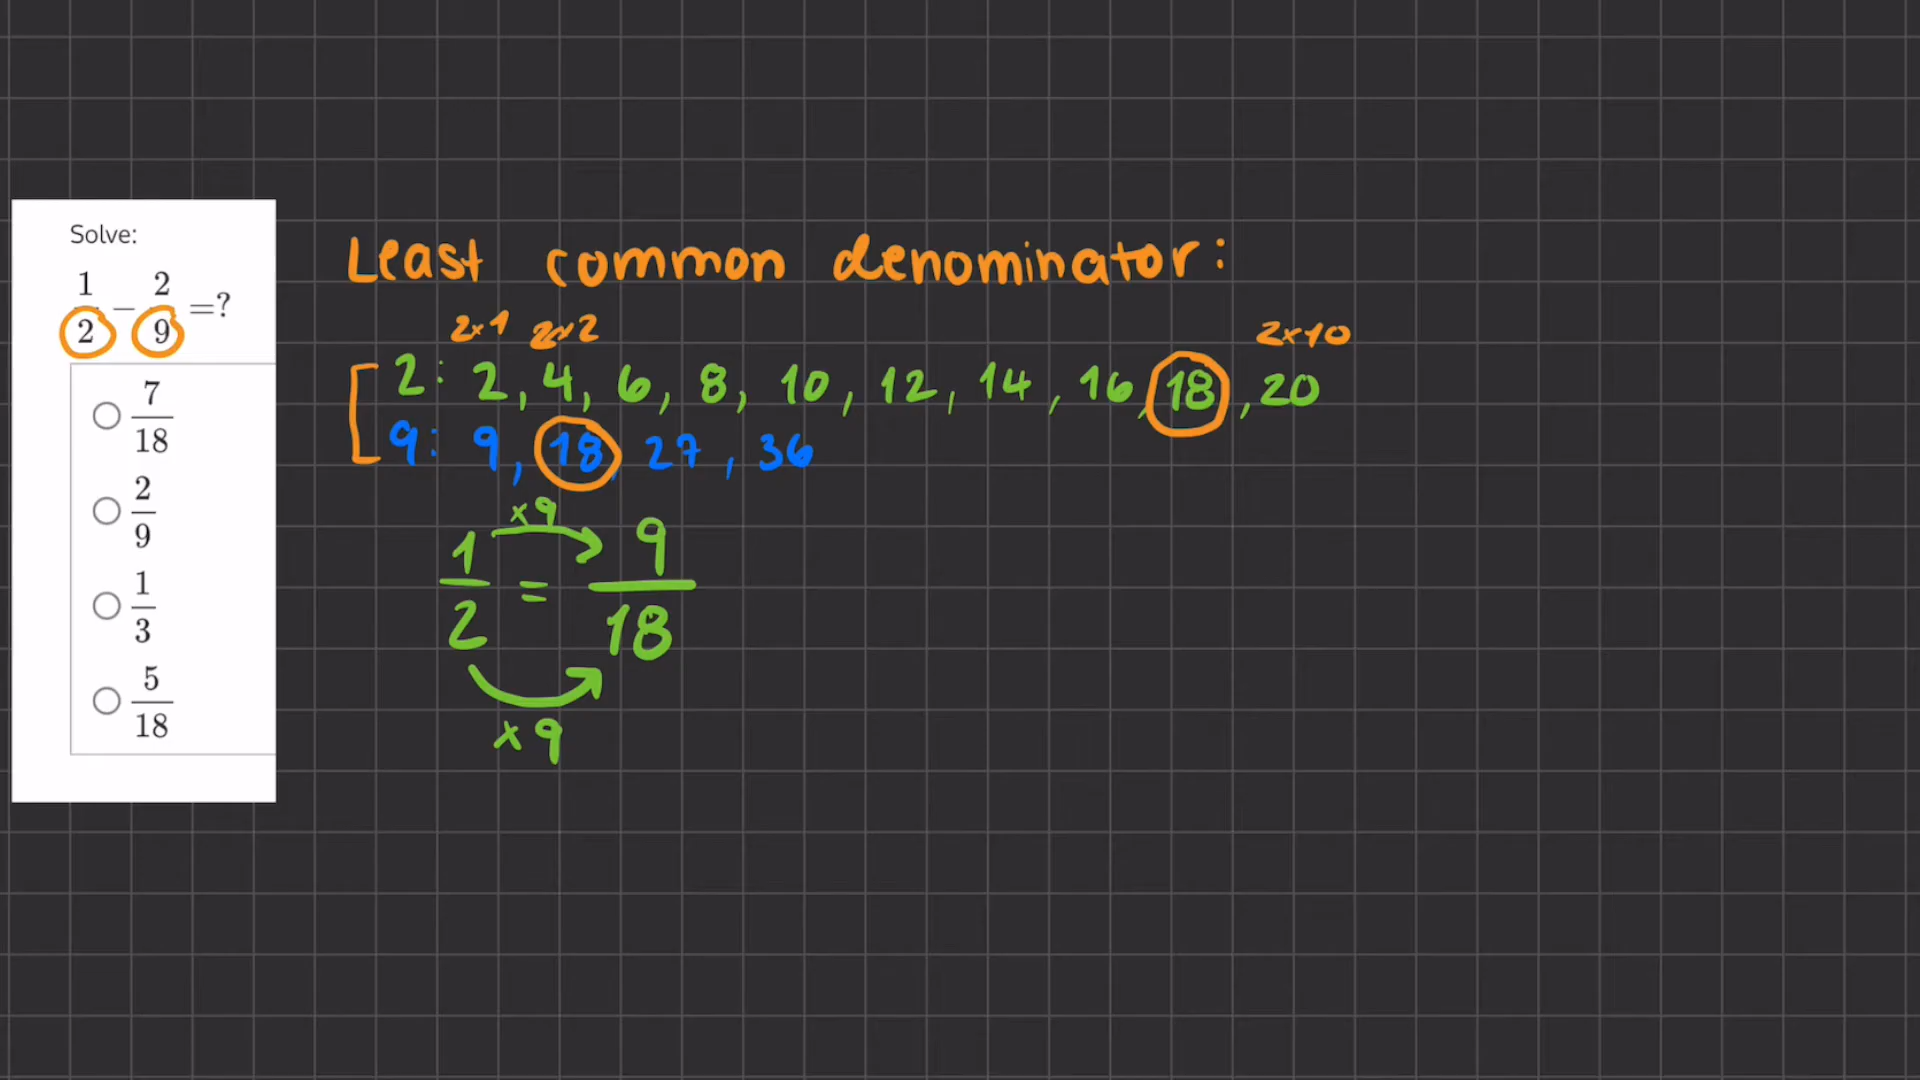 Solve:
1/2 − 2/9 =?
7/18
2/9
1/3
5/18
Least common denominator:
2×1 2×2 2×10
2: 2, 4, 6, 8, 10, 12, 14, 16, 18, 20
9: 9, 18, 27, 36
×9
1/2 = 9/18
×9